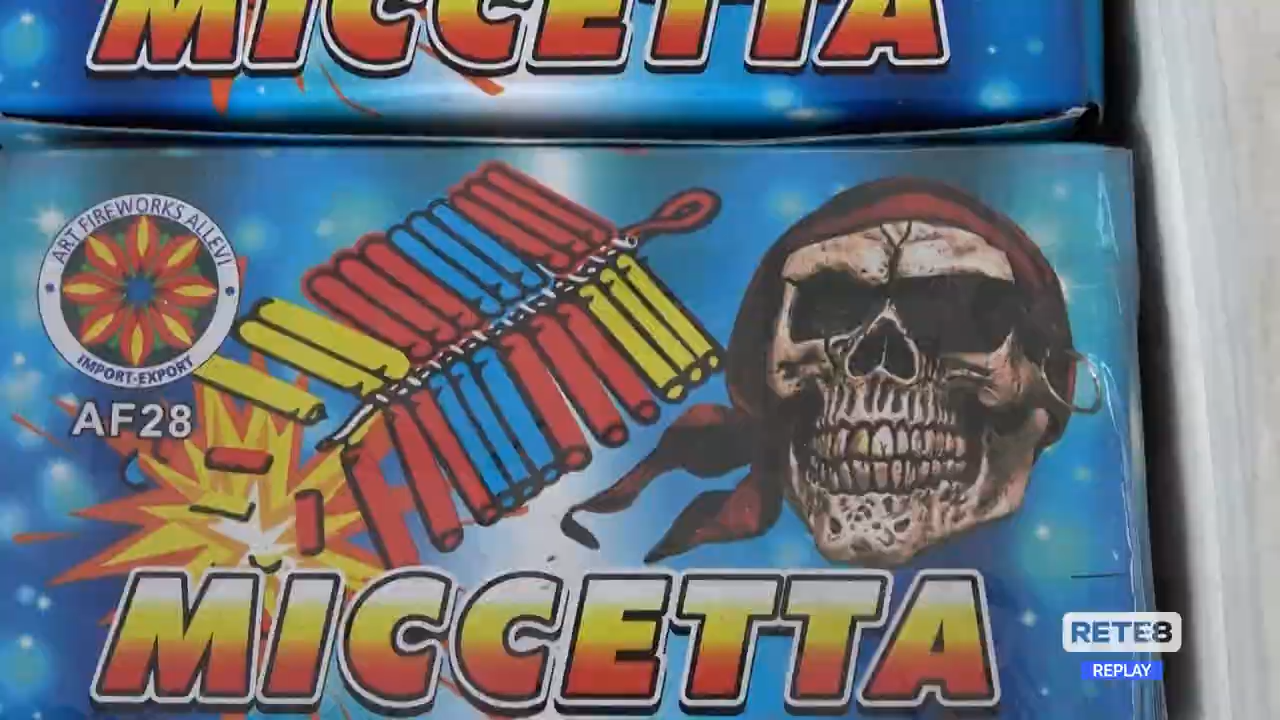 MICCETTA
ART FIREWORKS ALLEVI
IMPORT-EXPORT
AF28
MICCETTA
RETE8
REPLAY